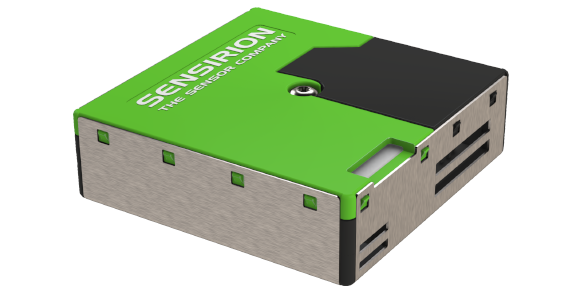 SENSIRION
THE SENSOR COMPANY